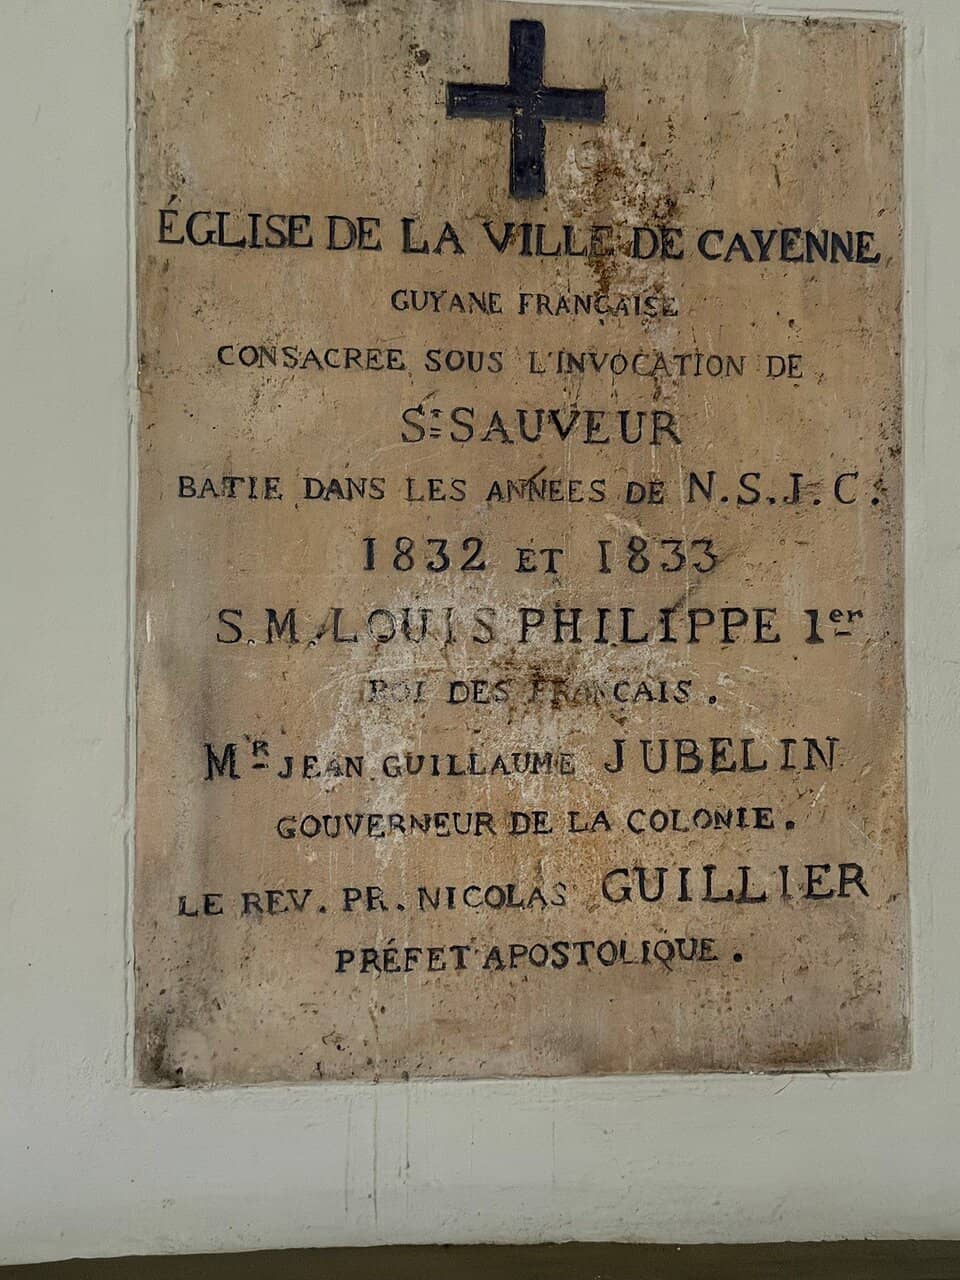 ÉGLISE DE LA VILLE DE CAYENNE
GUYANE FRANÇAISE
CONSACREE SOUS L'INVOCATION DE
St SAUVEUR
BATIE DANS LES ANNEES DE N.S.J.C.
1832 ET 1833
S.M. LOUIS PHILIPPE 1er
ROI DES FRANÇAIS.
MR JEAN GUILLAUME JUBELIN
GOUVERNEUR DE LA COLONIE.
LE REV. PR. NICOLAS GUILLIER
PRÉFET APOSTOLIQUE.